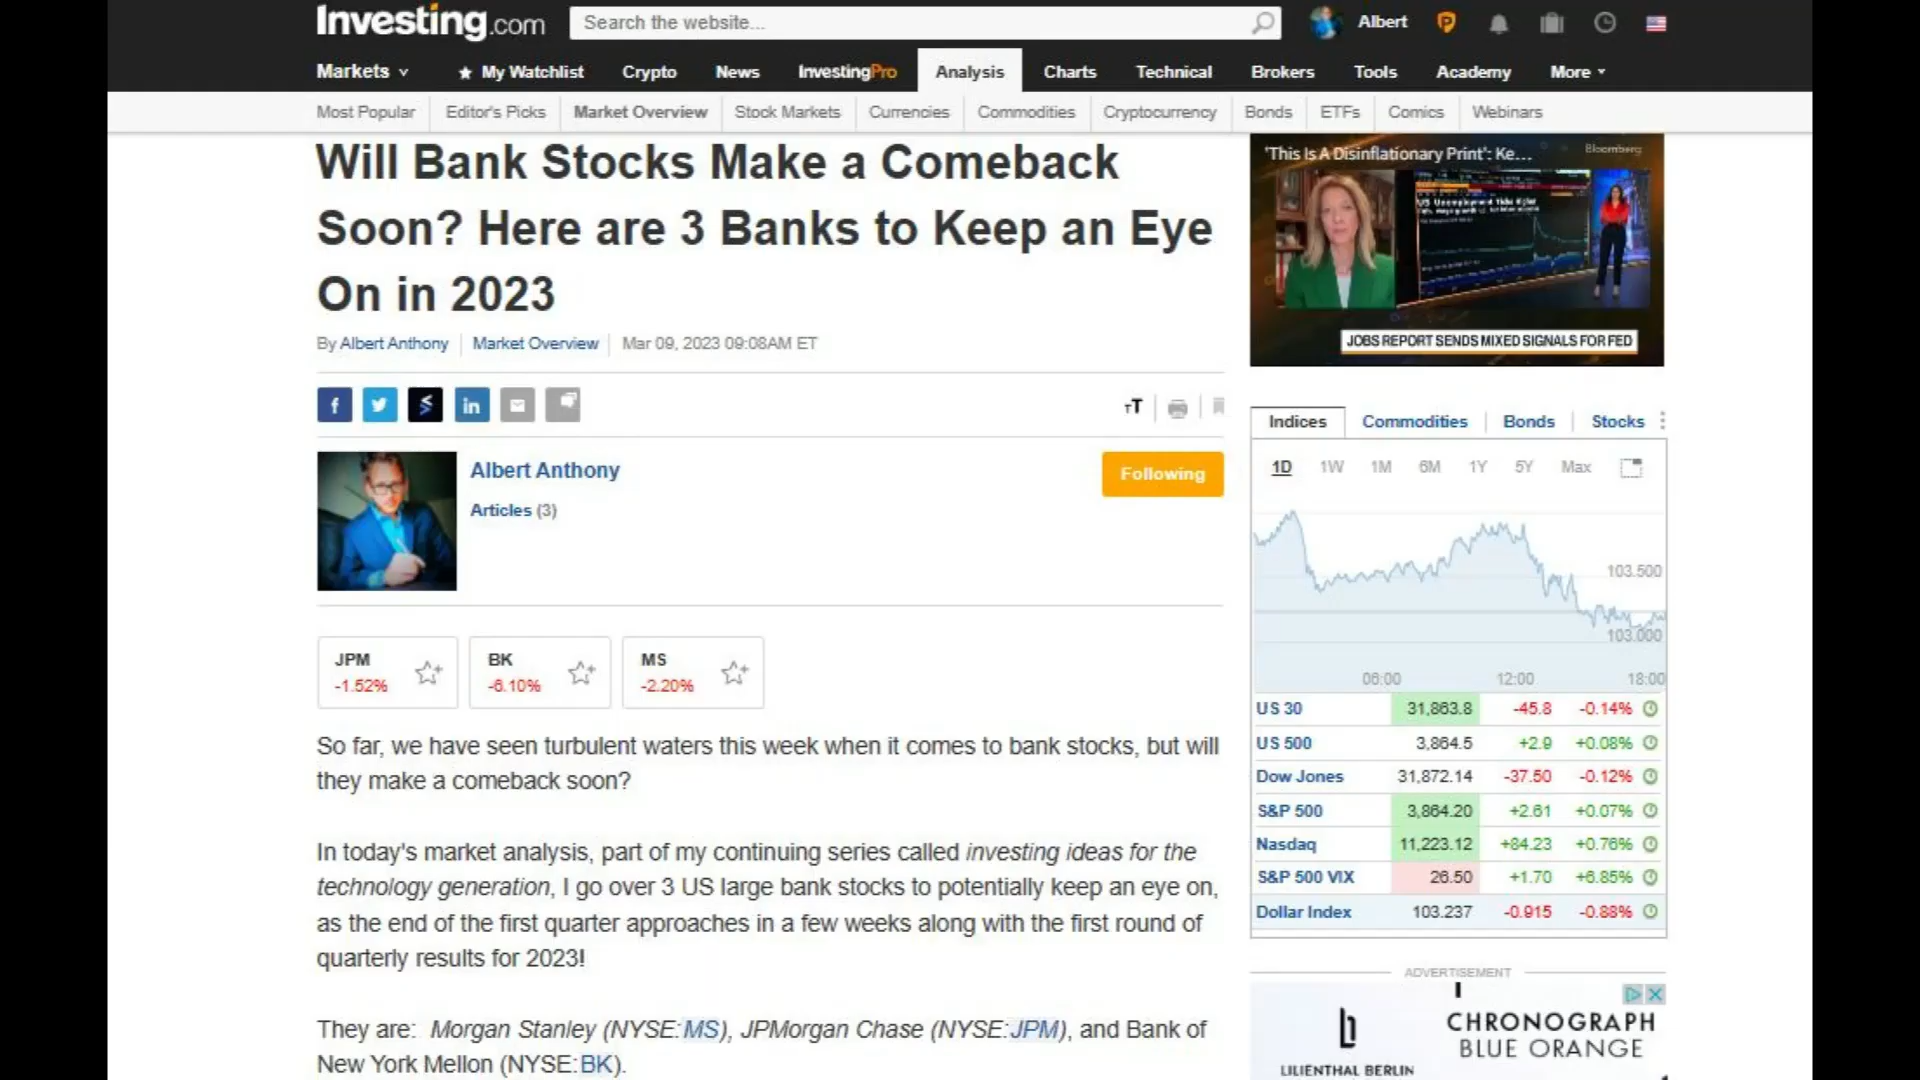 Investing.com
Search the website...
Albert
Markets
My Watchlist
Crypto
News
InvestingPro
Analysis
Charts
Technical
Brokers
Tools
Academy
More
Most Popular
Editor's Picks
Market Overview
Stock Markets
Currencies
Commodities
Cryptocurrency
Bonds
ETFs
Comics
Webinars
Will Bank Stocks Make a Comeback
Soon? Here are 3 Banks to Keep an Eye
On in 2023
By Albert Anthony
Market Overview
Mar 09, 2023 09:08AM ET
Albert Anthony
Articles (3)
Following
JPM
-1.52%
BK
-6.10%
MS
-2.20%
So far, we have seen turbulent waters this week when it comes to bank stocks, but will
they make a comeback soon?
In today's market analysis, part of my continuing series called investing ideas for the
technology generation, I go over 3 US large bank stocks to potentially keep an eye on,
as the end of the first quarter approaches in a few weeks along with the first round of
quarterly results for 2023!
They are: Morgan Stanley (NYSE:MS), JPMorgan Chase (NYSE:JPM), and Bank of
New York Mellon (NYSE:BK).
'This Is A Disinflationary Print': Ke...
Bloomberg
JOBS REPORT SENDS MIXED SIGNALS FOR FED
Indices
Commodities
Bonds
Stocks
1D 1W 1M 6M 1Y 5Y Max
103.500
103.000
06:00 12:00 18:00
US 30 31,863.8 -45.8 -0.14%
US 500 3,864.5 +2.9 +0.08%
Dow Jones 31,872.14 -37.50 -0.12%
S&P 500 3,864.20 +2.61 +0.07%
Nasdaq 11,223.12 +84.23 +0.76%
S&P 500 VIX 26.50 +1.70 +6.85%
Dollar Index 103.237 -0.915 -0.88%
ADVERTISEMENT
CHRONOGRAPH
BLUE ORANGE
LILIENTHAL BERLIN